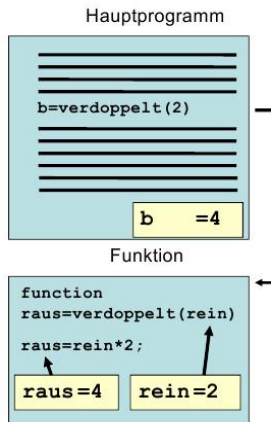 Hauptprogramm
b=verdoppelt(2)
b =4
Funktion
function
raus=verdoppelt(rein)
raus=rein*2;
raus=4 rein=2